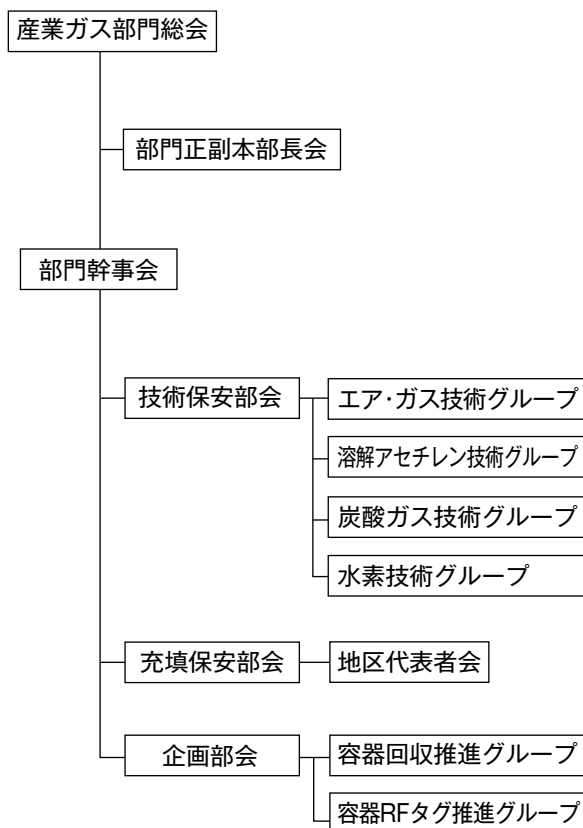 産業ガス部門総会
部門正副本部長会
部門幹事会
技術保安部会
エア・ガス技術グループ
溶解アセチレン技術グループ
炭酸ガス技術グループ
水素技術グループ
充填保安部会
地区代表者会
企画部会
容器回収推進グループ
容器RFタグ推進グループ